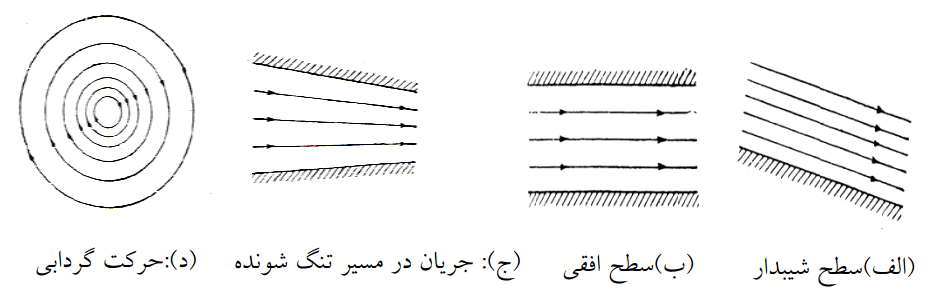 (الف)سطح شیبدار
(ب)سطح افقی
(ج): جریان در مسیر تنگ شونده
(د):حرکت گردابی